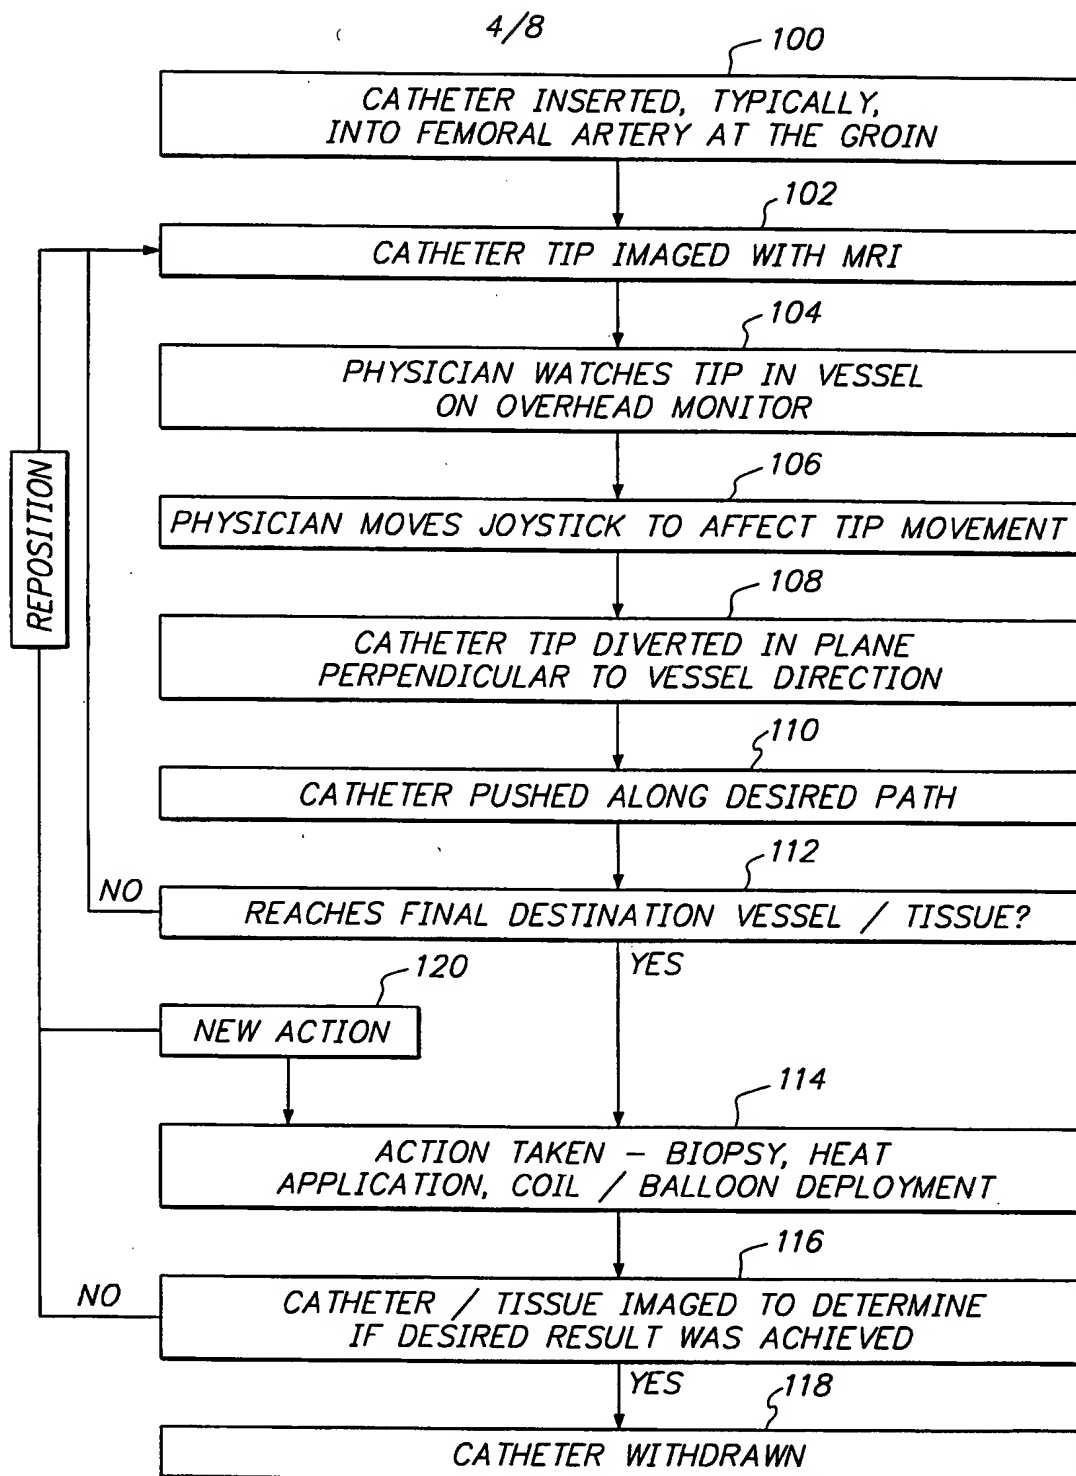 4/8
100
CATHETER INSERTED, TYPICALLY,
INTO FEMORAL ARTERY AT THE GROIN
102
CATHETER TIP IMAGED WITH MRI
104
PHYSICIAN WATCHES TIP IN VESSEL
ON OVERHEAD MONITOR
106
PHYSICIAN MOVES JOYSTICK TO AFFECT TIP MOVEMENT
REPOSITION
108
CATHETER TIP DIVERTED IN PLANE
PERPENDICULAR TO VESSEL DIRECTION
110
CATHETER PUSHED ALONG DESIRED PATH
112
NO
REACHES FINAL DESTINATION VESSEL / TISSUE?
YES
120
NEW ACTION
114
ACTION TAKEN – BIOPSY, HEAT
APPLICATION, COIL / BALLOON DEPLOYMENT
116
NO
CATHETER / TISSUE IMAGED TO DETERMINE
IF DESIRED RESULT WAS ACHIEVED
YES
118
CATHETER WITHDRAWN